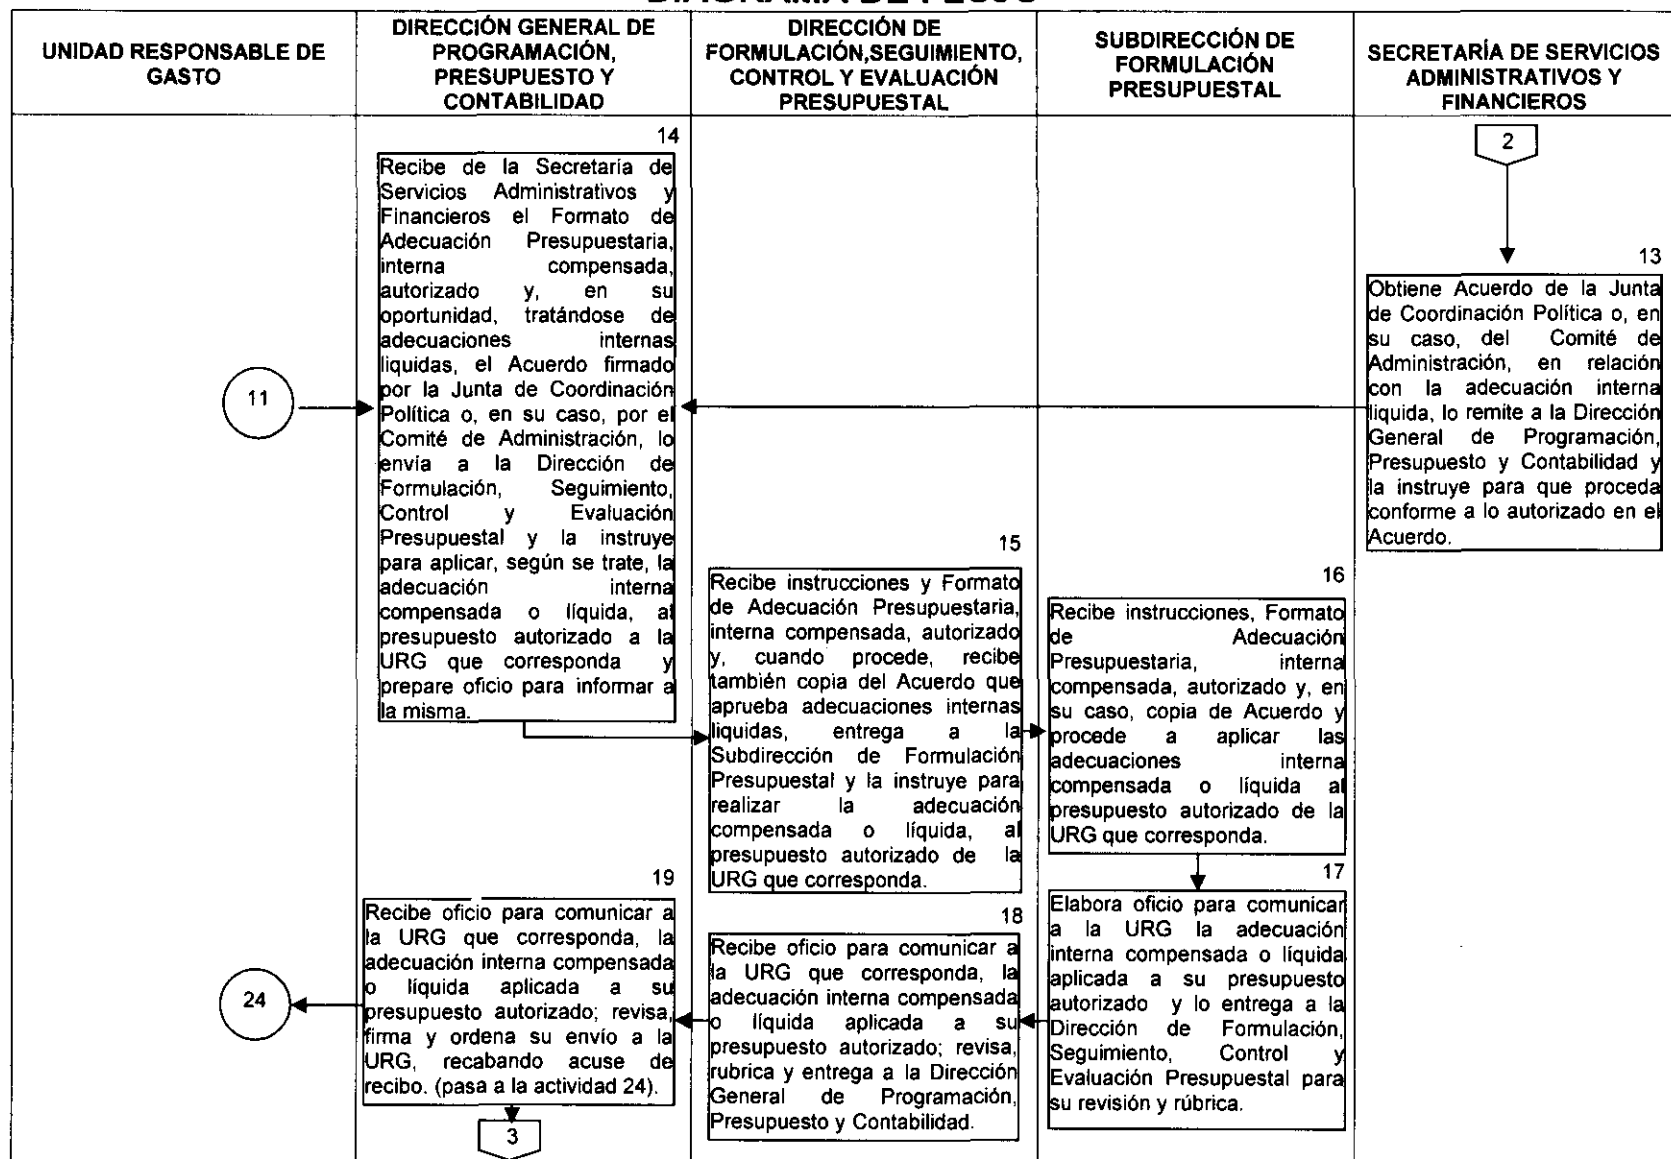 UNIDAD RESPONSABLE DE
GASTO
DIRECCIÓN GENERAL DE
PROGRAMACIÓN,
PRESUPUESTO Y
CONTABILIDAD
DIRECCIÓN DE
FORMULACIÓN,SEGUIMIENTO,
CONTROL Y EVALUACIÓN
PRESUPUESTAL
SUBDIRECCIÓN DE
FORMULACIÓN
PRESUPUESTAL
SECRETARÍA DE SERVICIOS
ADMINISTRATIVOS Y
FINANCIEROS
2
13
Obtiene Acuerdo de la Junta
de Coordinación Política o, en
su caso, del Comité de
Administración, en relación
con la adecuación interna
liquida, lo remite a la Dirección
General de Programación,
Presupuesto y Contabilidad y
la instruye para que proceda
conforme a lo autorizado en el
Acuerdo.
11
14
Recibe de la Secretaría de
Servicios Administrativos y
Financieros el Formato de
Adecuación Presupuestaria,
interna compensada,
autorizado y, en su
oportunidad, tratándose de
adecuaciones internas
liquidas, el Acuerdo firmado
por la Junta de Coordinación
Política o, en su caso, por el
Comité de Administración, lo
envía a la Dirección de
Formulación, Seguimiento,
Control y Evaluación
Presupuestal y la instruye
para aplicar, según se trate, la
adecuación interna
compensada o líquida, al
presupuesto autorizado a la
URG que corresponda y
prepare oficio para informar a
la misma.
15
Recibe instrucciones y Formato
de Adecuación Presupuestaria,
interna compensada, autorizado
y, cuando procede, recibe
también copia del Acuerdo que
aprueba adecuaciones internas
liquidas, entrega a la
Subdirección de Formulación
Presupuestal y la instruye para
realizar la adecuación
compensada o líquida, al
presupuesto autorizado de la
URG que corresponda.
16
Recibe instrucciones, Formato
de Adecuación
Presupuestaria, interna
compensada, autorizado y, en
su caso, copia de Acuerdo y
procede a aplicar las
adecuaciones interna
compensada o líquida al
presupuesto autorizado de la
URG que corresponda.
17
Elabora oficio para comunicar
a la URG la adecuación
interna compensada o líquida
aplicada a su presupuesto
autorizado y lo entrega a la
Dirección de Formulación,
Seguimiento, Control y
Evaluación Presupuestal para
su revisión y rúbrica.
18
Recibe oficio para comunicar a
la URG que corresponda, la
adecuación interna compensada
o líquida aplicada a su
presupuesto autorizado; revisa,
rubrica y entrega a la Dirección
General de Programación,
Presupuesto y Contabilidad.
19
Recibe oficio para comunicar a
la URG que corresponda, la
adecuación interna compensada
o líquida aplicada a su
presupuesto autorizado; revisa,
firma y ordena su envío a la
URG, recabando acuse de
recibo. (pasa a la actividad 24).
24
3